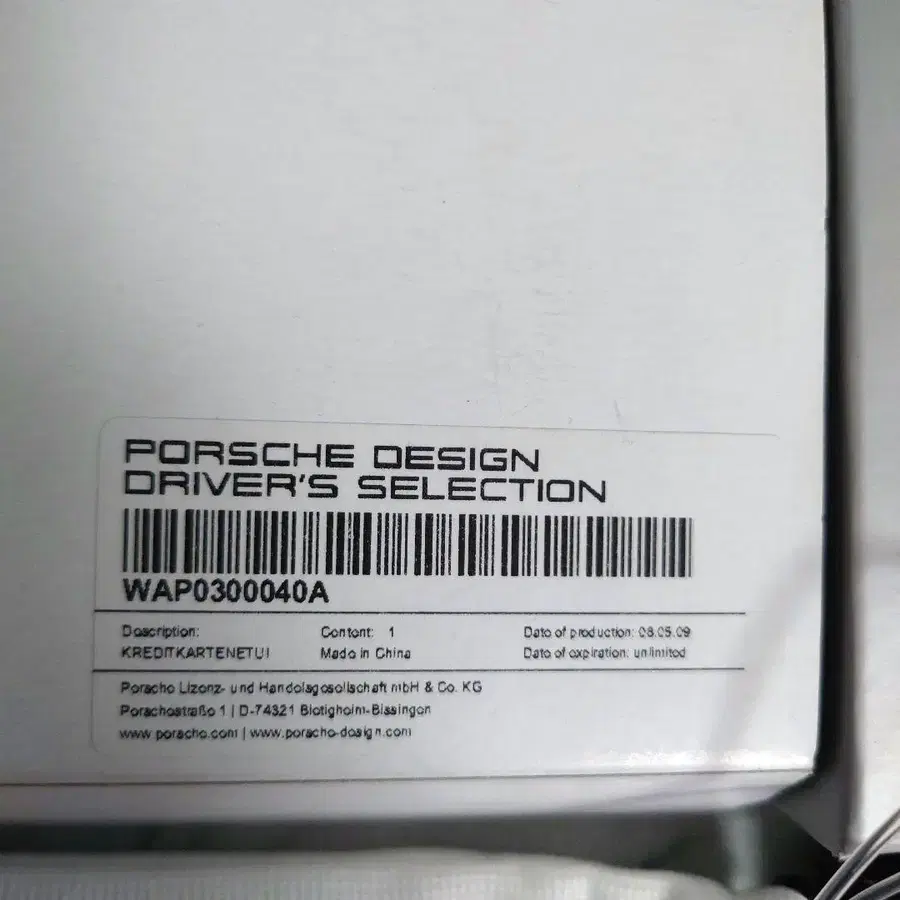 PORSCHE DESIGN
DRIVER'S SELECTION
WAP0300040A
Description: Content: 1 Date of production: 08.05.09
KREDITKARTENETUI Made in China Date of expiration: unlimited
Porsche Lizenz- und Handelsgesellschaft mbH & Co. KG
Porschestraße 1 | D-74321 Bietigheim-Bissingen
www.porsche.com | www.porsche-design.com